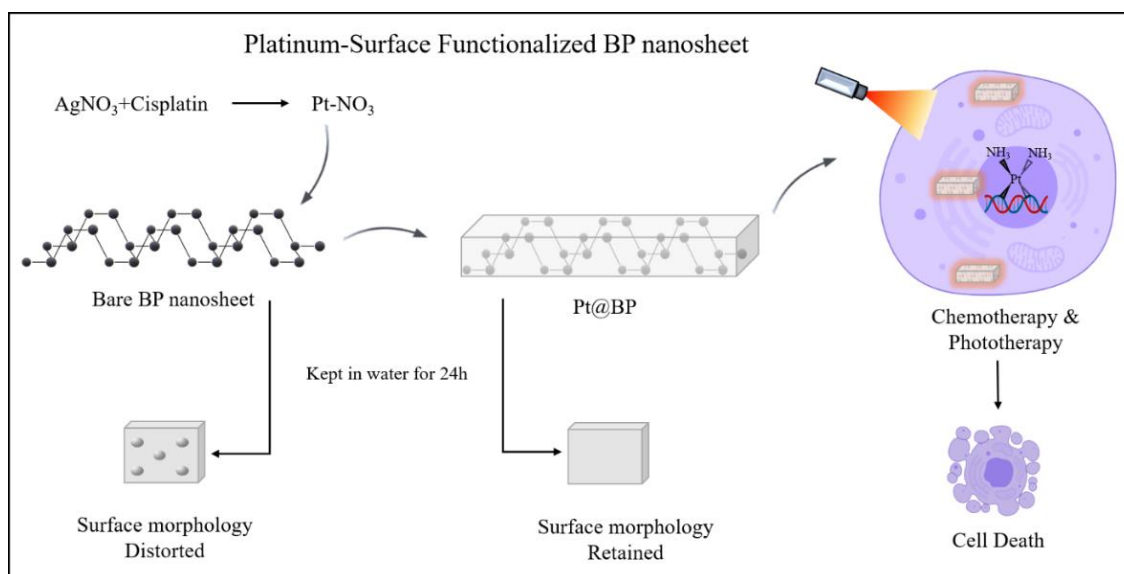 Platinum-Surface Functionalized BP nanosheet
AgNO₃+Cisplatin
Pt-NO₃
NH₃ NH₃
Pt
Bare BP nanosheet
Pt@BP
Chemotherapy &
Phototherapy
Kept in water for 24h
Surface morphology
Distorted
Surface morphology
Retained
Cell Death